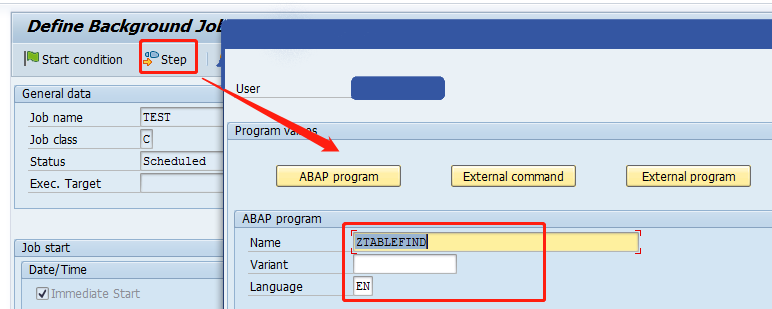 Define Background Jo
Start condition
Step
General data
Job name TEST
Job class C
Status Scheduled
Exec. Target
Job start
Date/Time
Immediate Start
User
Program values
ABAP program
External command
External program
ABAP program
Name ZTABLEFIND
Variant
Language EN